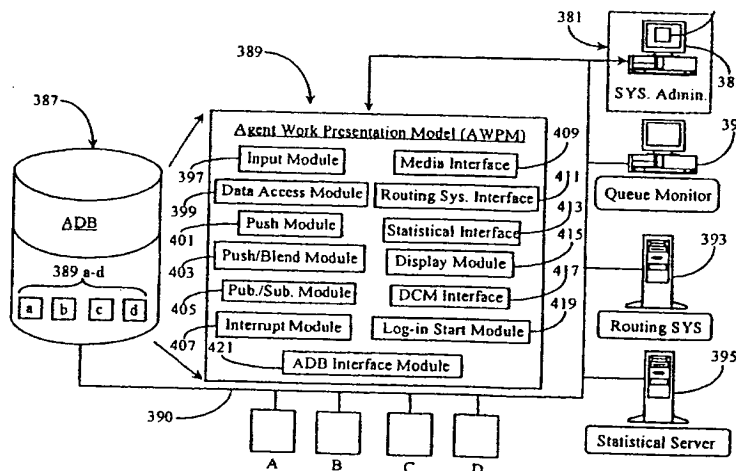 381
389
387
SYS. Admin.
Agent Work Presentation Model (AWPM)
397
Input Module
Media Interface
409
Queue Monitor
399
Data Access Module
Routing Sys. Interface
411
ADB
401
Push Module
Statistical Interface
413
403
Push/Blend Module
Display Module
415
393
389 a-d
a b c d
405
Pub./Sub. Module
DCM Interface
417
407
Interrupt Module
Log-in Start Module
419
Routing SYS
421
ADB Interface Module
395
390
Statistical Server
A B C D